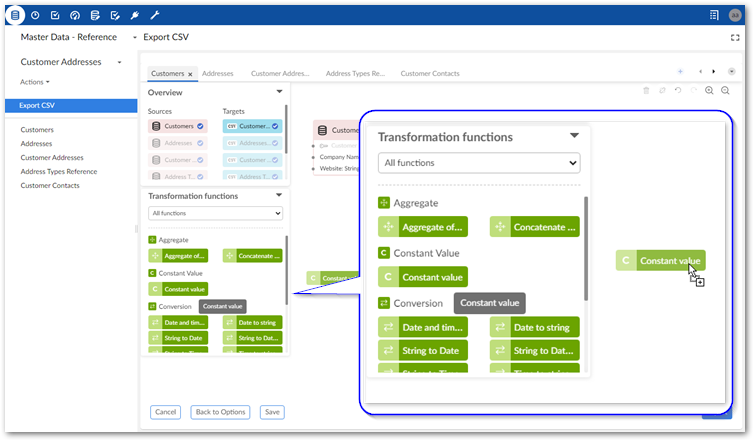 Master Data - Reference
Export CSV
Customer Addresses
Actions
Export CSV
Customers
Addresses
Customer Addresses
Address Types Reference
Customer Contacts
Customers
Addresses
Customer Addres...
Address Types Re...
Customer Contacts
Overview
Sources
Targets
Customers
CSV Customer...
Addresses
CSV Addresses
Customer ...
CSV Customer ...
Address T...
CSV Address T...
Transformation functions
All functions
Aggregate
Aggregate of...
Concatenate ...
Constant Value
C Constant value
Conversion
Constant value
Date and tim...
Date to string
String to Date
String to Dat...
Company Nam
Website: String
Transformation functions
All functions
Aggregate
Aggregate of...
Concatenate ...
C Constant Value
C Constant value
Conversion
Constant value
Date and tim...
Date to string
String to Date
String to Dat...
C Constant value
Cancel
Back to Options
Save